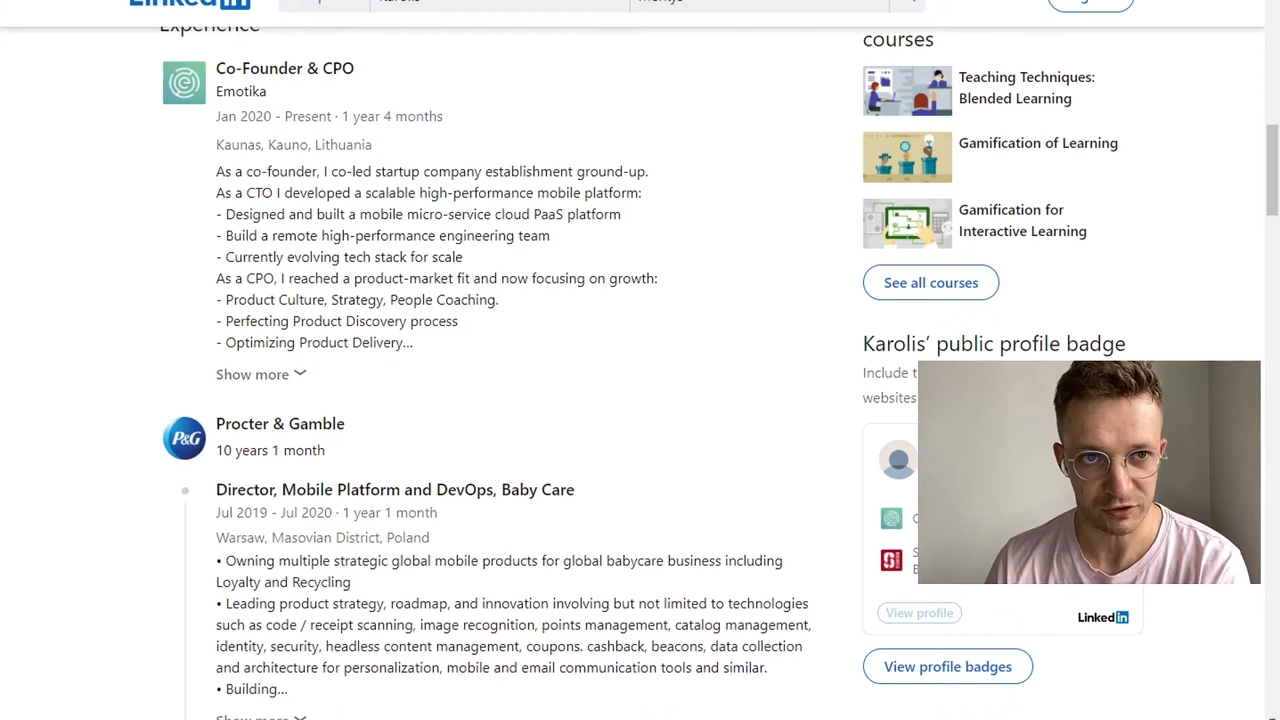 Linked in
Experience
Co-Founder & CPO
Emotika
Jan 2020 - Present · 1 year 4 months
Kaunas, Kauno, Lithuania
As a co-founder, I co-led startup company establishment ground-up.
As a CTO I developed a scalable high-performance mobile platform:
- Designed and built a mobile micro-service cloud PaaS platform
- Build a remote high-performance engineering team
- Currently evolving tech stack for scale
As a CPO, I reached a product-market fit and now focusing on growth:
- Product Culture, Strategy, People Coaching.
- Perfecting Product Discovery process
- Optimizing Product Delivery...
Show more
P&G
Procter & Gamble
10 years 1 month
Director, Mobile Platform and DevOps, Baby Care
Jul 2019 - Jul 2020 · 1 year 1 month
Warsaw, Masovian District, Poland
• Owning multiple strategic global mobile products for global babycare business including
Loyalty and Recycling
• Leading product strategy, roadmap, and innovation involving but not limited to technologies
such as code / receipt scanning, image recognition, points management, catalog management,
identity, security, headless content management, coupons. cashback, beacons, data collection
and architecture for personalization, mobile and email communication tools and similar.
• Building...
Show more
courses
Teaching Techniques:
Blended Learning
Gamification of Learning
Gamification for
Interactive Learning
See all courses
Karolis’ public profile badge
Include
websites
View profile
Linked in
View profile badges